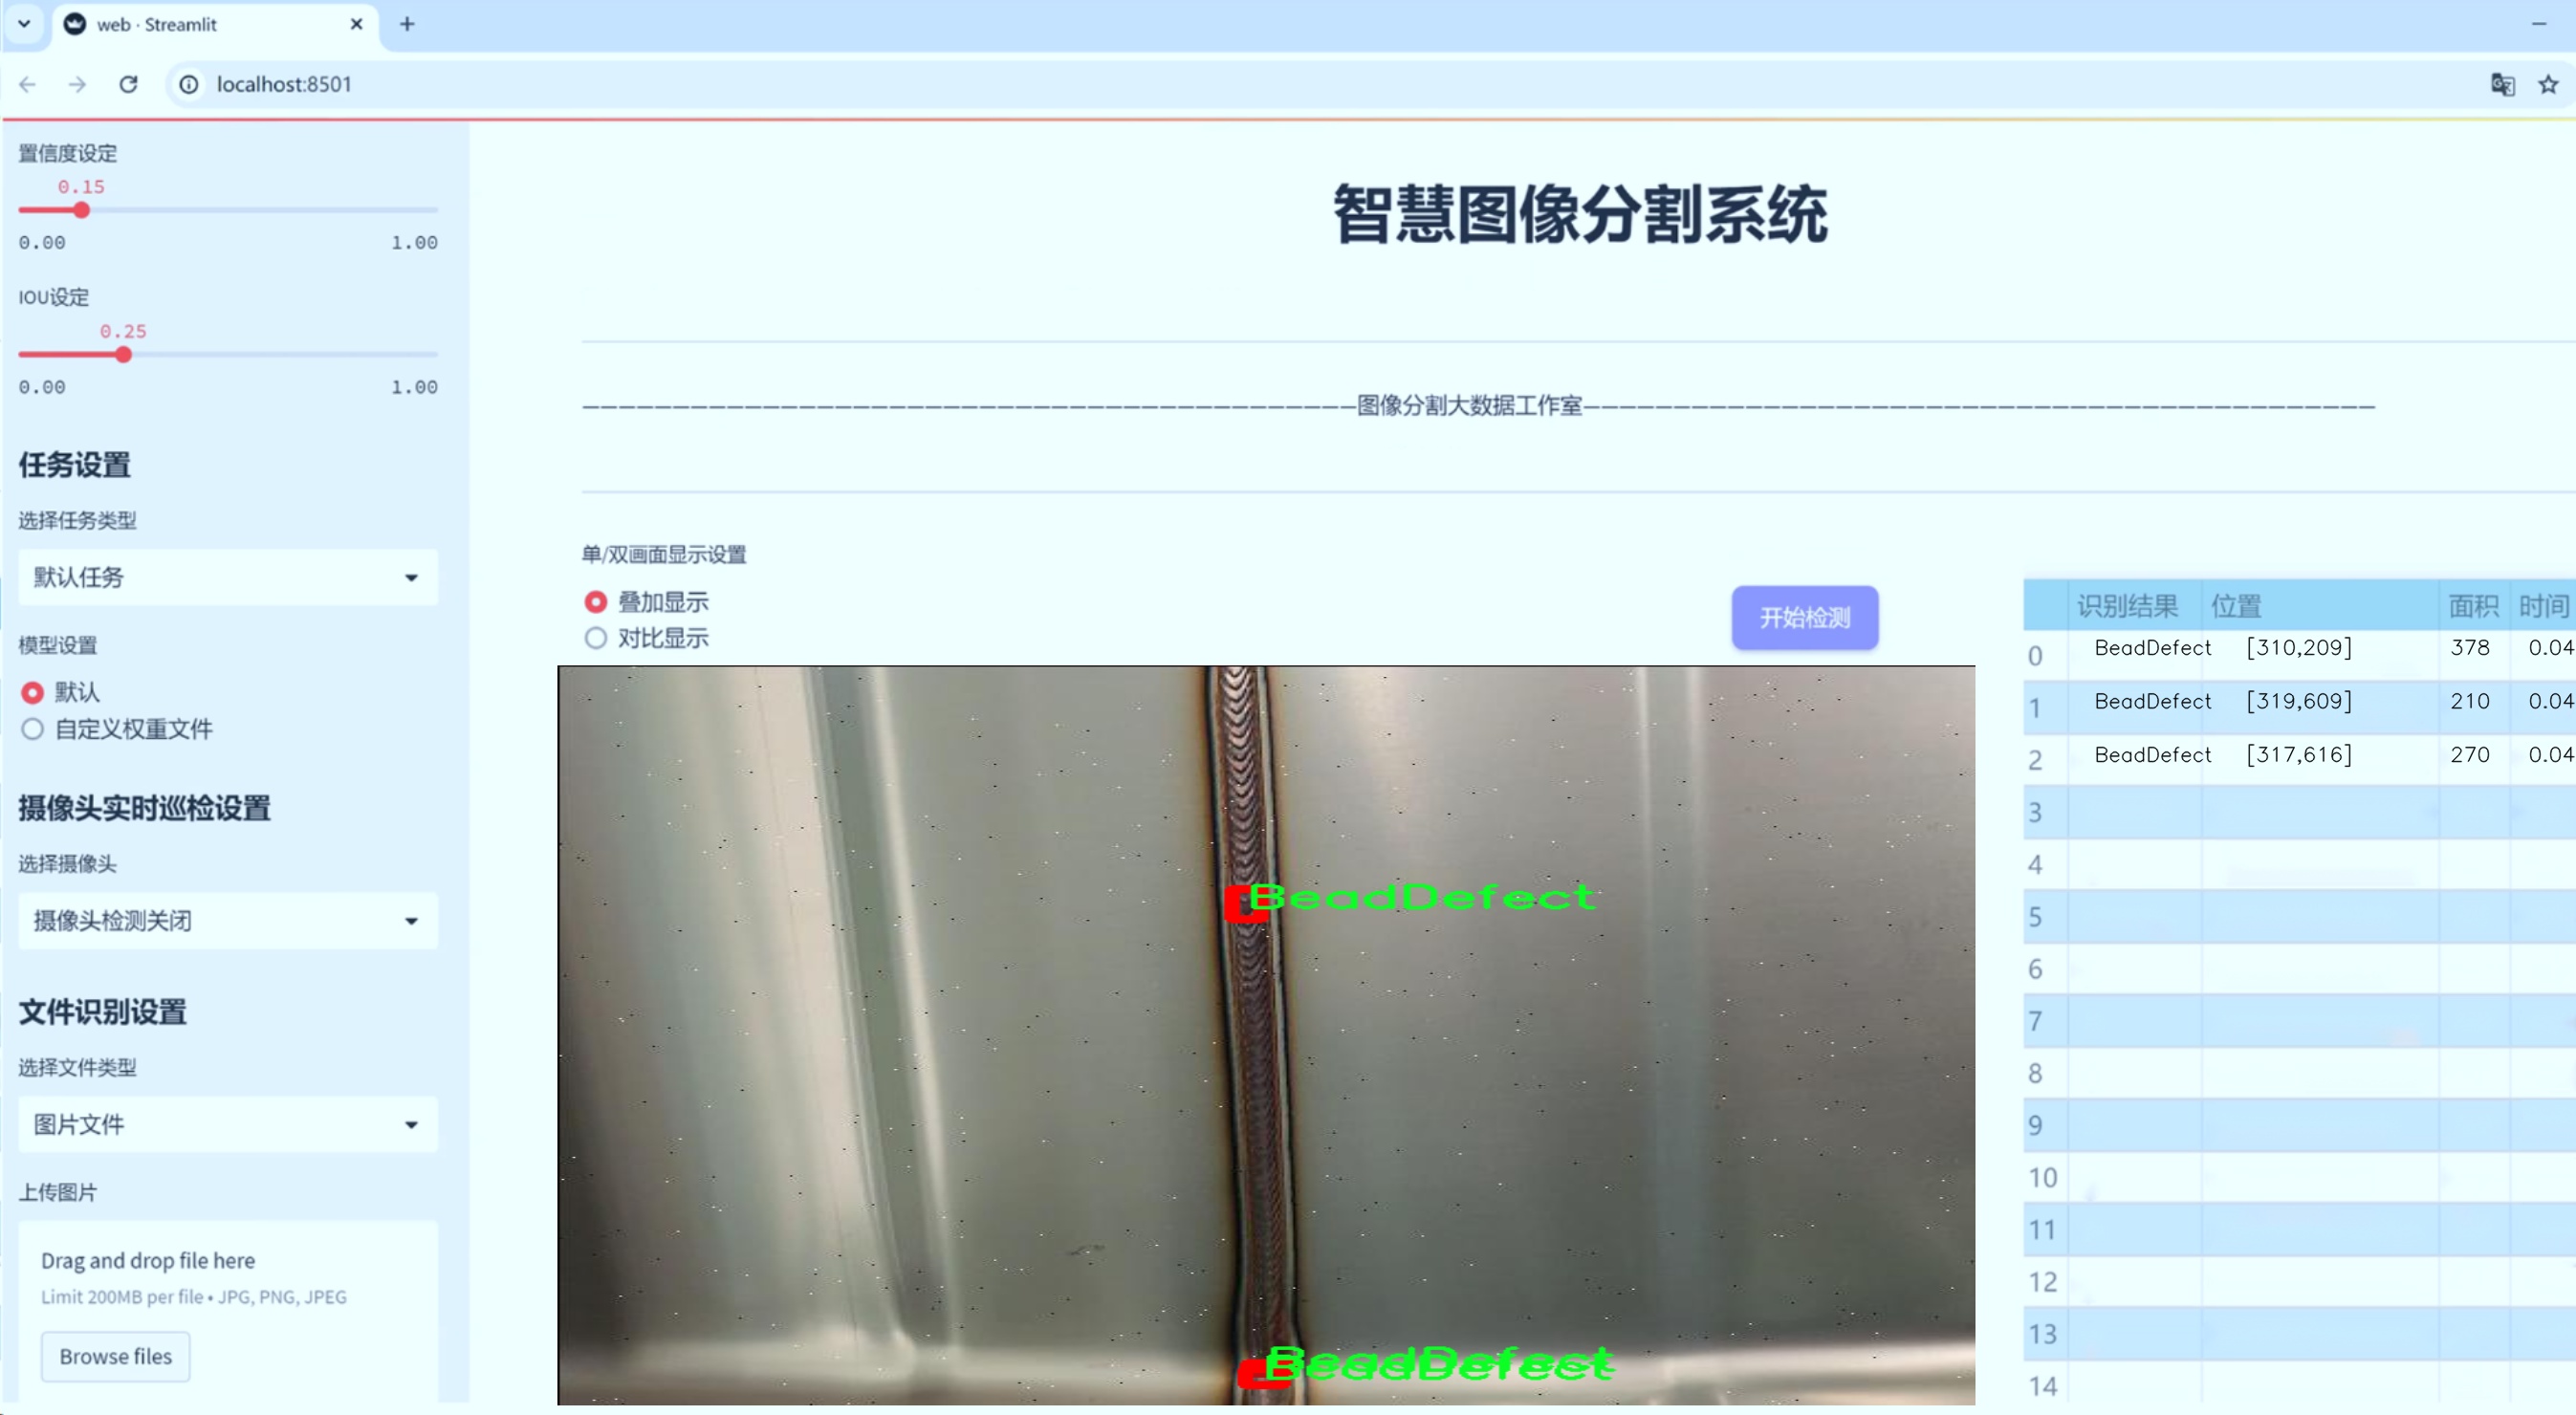 web · Streamlit
localhost:8501
置信度设定
0.15
0.00 1.00
IOU设定
0.25
0.00 1.00
任务设置
选择任务类型
默认任务
模型设置
默认
自定义权重文件
摄像头实时巡检设置
选择摄像头
摄像头检测关闭
文件识别设置
选择文件类型
图片文件
上传图片
Drag and drop file here
Limit 200MB per file • JPG, PNG, JPEG
Browse files
智慧图像分割系统
图像分割大数据工作室
单/双画面显示设置
叠加显示
对比显示
开始检测
BeadDefect
BeadDefect
BeadDefect
识别结果 位置 面积 时间
0 BeadDefect [310,209] 378 0.04
1 BeadDefect [319,609] 210 0.04
2 BeadDefect [317,616] 270 0.04
3
4
5
6
7
8
9
10
11
12
13
14